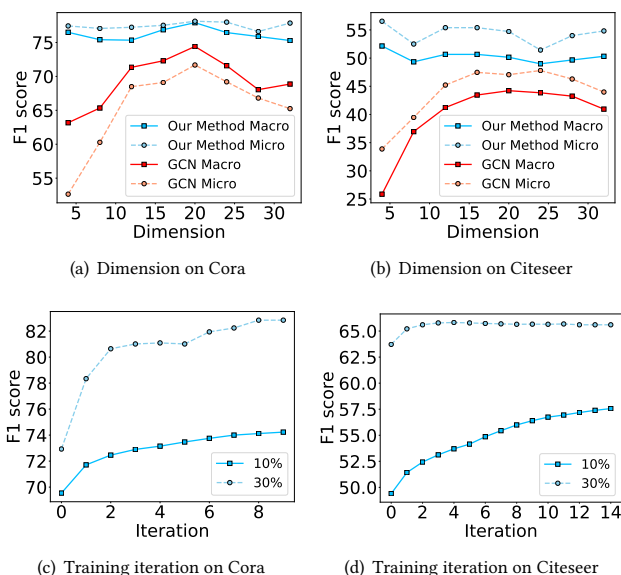 75
70
65
60
55
F1 score
5 10 15 20 25 30
Dimension
Our Method Macro
Our Method Micro
GCN Macro
GCN Micro
(a) Dimension on Cora
55
50
45
40
35
30
25
F1 score
5 10 15 20 25 30
Dimension
Our Method Macro
Our Method Micro
GCN Macro
GCN Micro
(b) Dimension on Citeseer
82
80
78
76
74
72
70
F1 score
0 2 4 6 8
Iteration
10%
30%
(c) Training iteration on Cora
65.0
62.5
60.0
57.5
55.0
52.5
50.0
F1 score
0 2 4 6 8 10 12 14
Iteration
10%
30%
(d) Training iteration on Citeseer